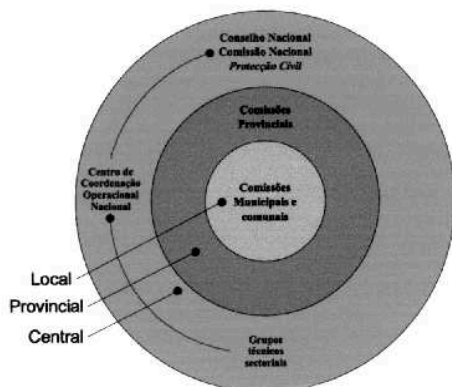 Conselho Nacional
Comissão Nacional
Protecção Civil
Comissões
Provinciais
Centro de
Coordenação
Operacional
Nacional
Comissões
Municipais e
comunais
Local
Provincial
Central
Grupos
técnicos
sectoriais